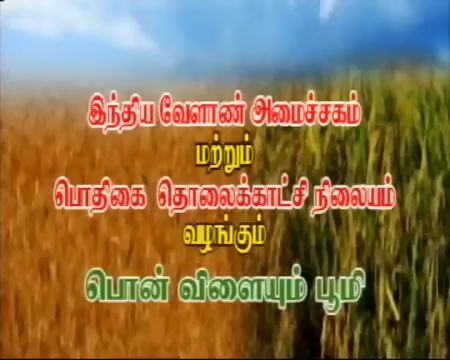 இந்திய வேளாண் அமைச்சகம்
மற்றும்
பொதிகை தொலைக்காட்சி நிலையம்
வழங்கும்
பொன் விளையும் பூமி